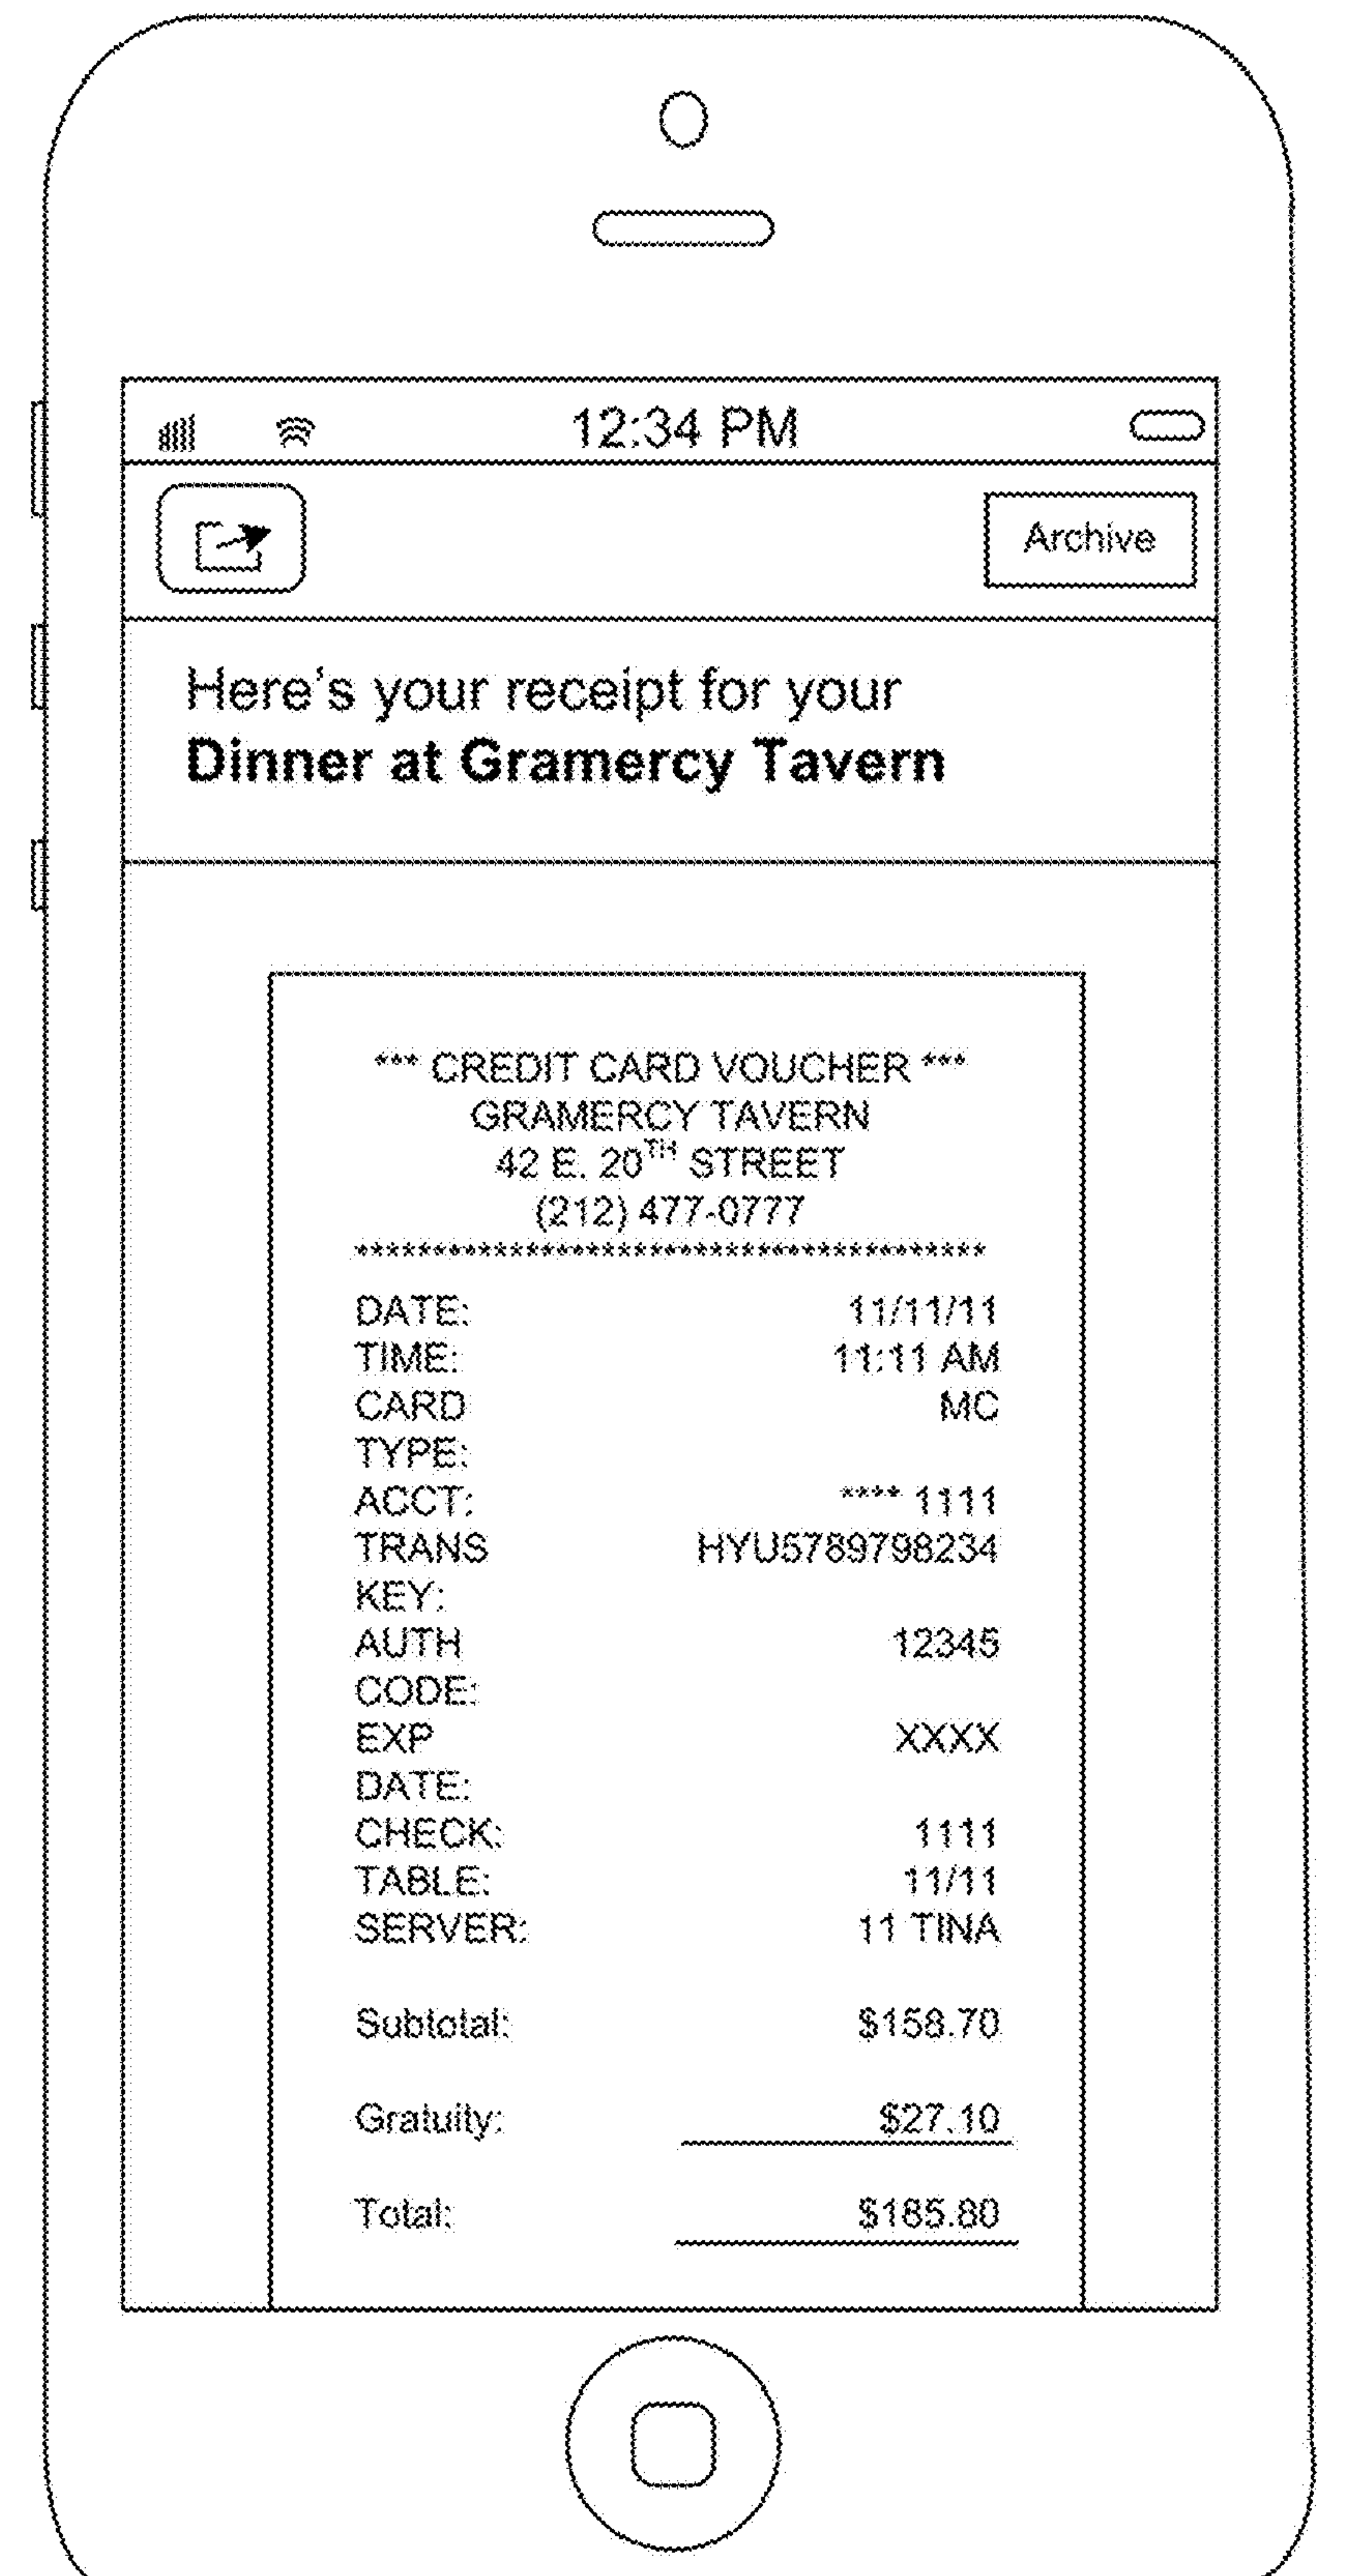 12:34 PM
Archive
Here's your receipt for your
Dinner at Gramercy Tavern
*** CREDIT CARD VOUCHER ***
GRAMERCY TAVERN
42 E. 20TH STREET
(212) 477-0777
*****************************************
DATE: 11/11/11
TIME: 11:11 AM
CARD MC
TYPE:
ACCT: **** 1111
TRANS HYU5789798234
KEY:
AUTH 12345
CODE:
EXP XXXX
DATE:
CHECK: 1111
TABLE: 11/11
SERVER: 11 TINA
Subtotal: $158.70
Gratuity: $27.10
Total: $185.80